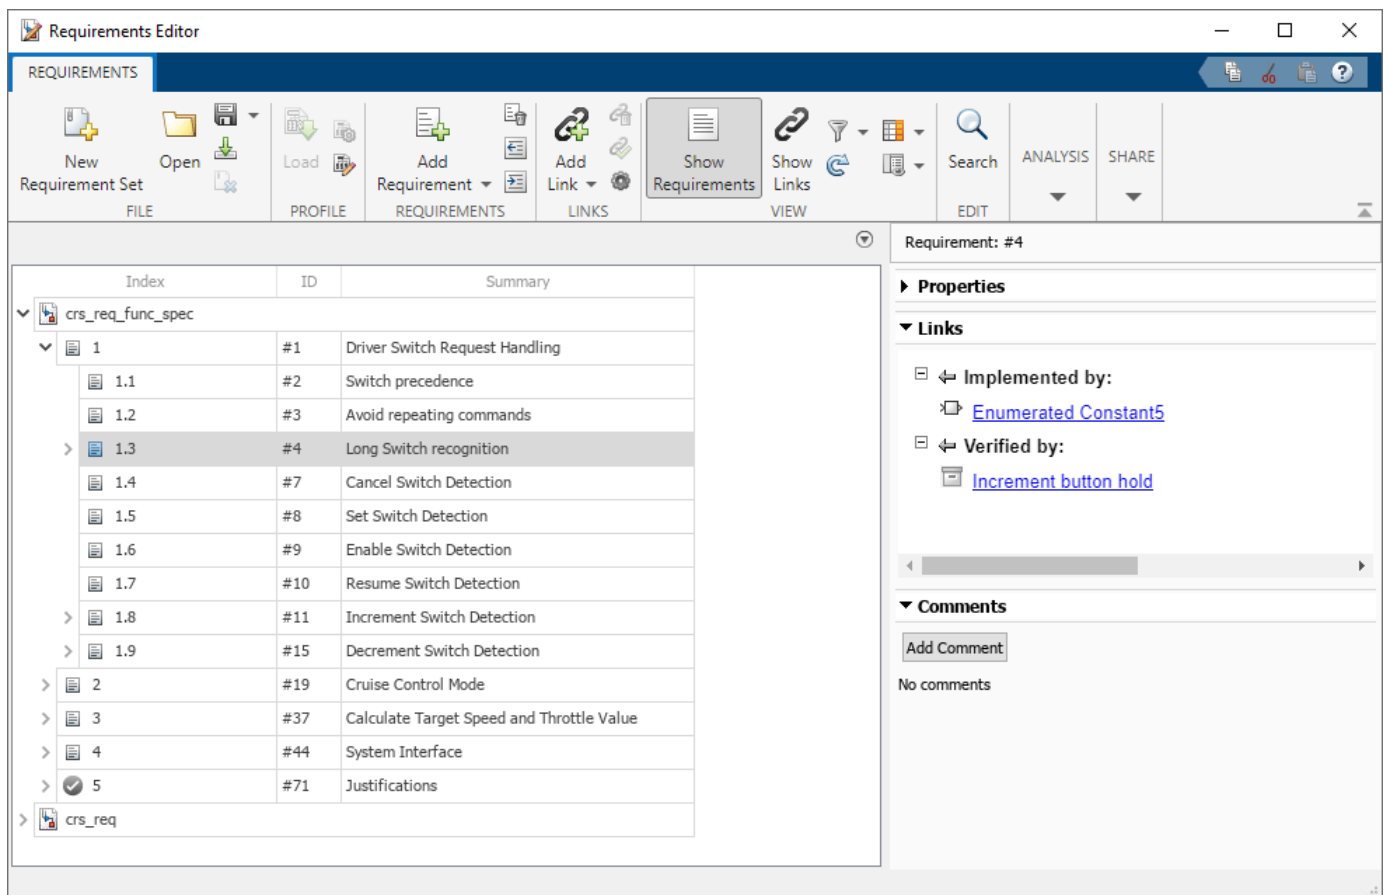 Requirements Editor
REQUIREMENTS
New
Requirement Set
Open
FILE
Load
PROFILE
Add
Requirement
REQUIREMENTS
Add
Link
LINKS
Show
Requirements
Show
Links
VIEW
Search
EDIT
ANALYSIS
SHARE
Index ID Summary
crs_req_func_spec
1 #1 Driver Switch Request Handling
1.1 #2 Switch precedence
1.2 #3 Avoid repeating commands
1.3 #4 Long Switch recognition
1.4 #7 Cancel Switch Detection
1.5 #8 Set Switch Detection
1.6 #9 Enable Switch Detection
1.7 #10 Resume Switch Detection
1.8 #11 Increment Switch Detection
1.9 #15 Decrement Switch Detection
2 #19 Cruise Control Mode
3 #37 Calculate Target Speed and Throttle Value
4 #44 System Interface
5 #71 Justifications
crs_req
Requirement: #4
Properties
Links
Implemented by:
Enumerated Constant5
Verified by:
Increment button hold
Comments
Add Comment
No comments